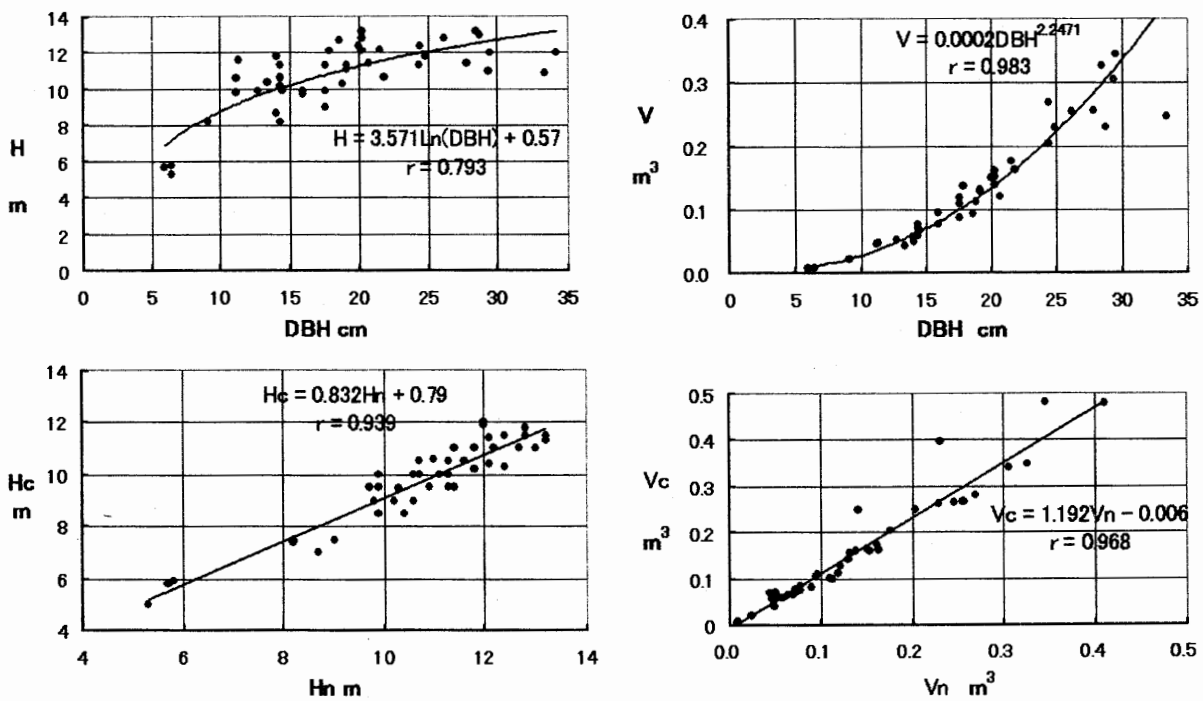 14
12
10
8
6
4
2
0
H
m
H = 3.571Ln(DBH) + 0.57
r = 0.793
0 5 10 15 20 25 30 35
DBH cm
0.4
0.3
0.2
0.1
0.0
V
m³
V = 0.0002DBH^2.2471
r = 0.983
0 5 10 15 20 25 30 35
DBH cm
14
12
10
8
6
4
Hc
m
Hc = 0.832Hn + 0.79
r = 0.939
4 6 8 10 12 14
Hn m
0.5
0.4
0.3
0.2
0.1
0
Vc
m³
Vc = 1.192Vn − 0.006
r = 0.968
0.0 0.1 0.2 0.3 0.4 0.5
Vn m³